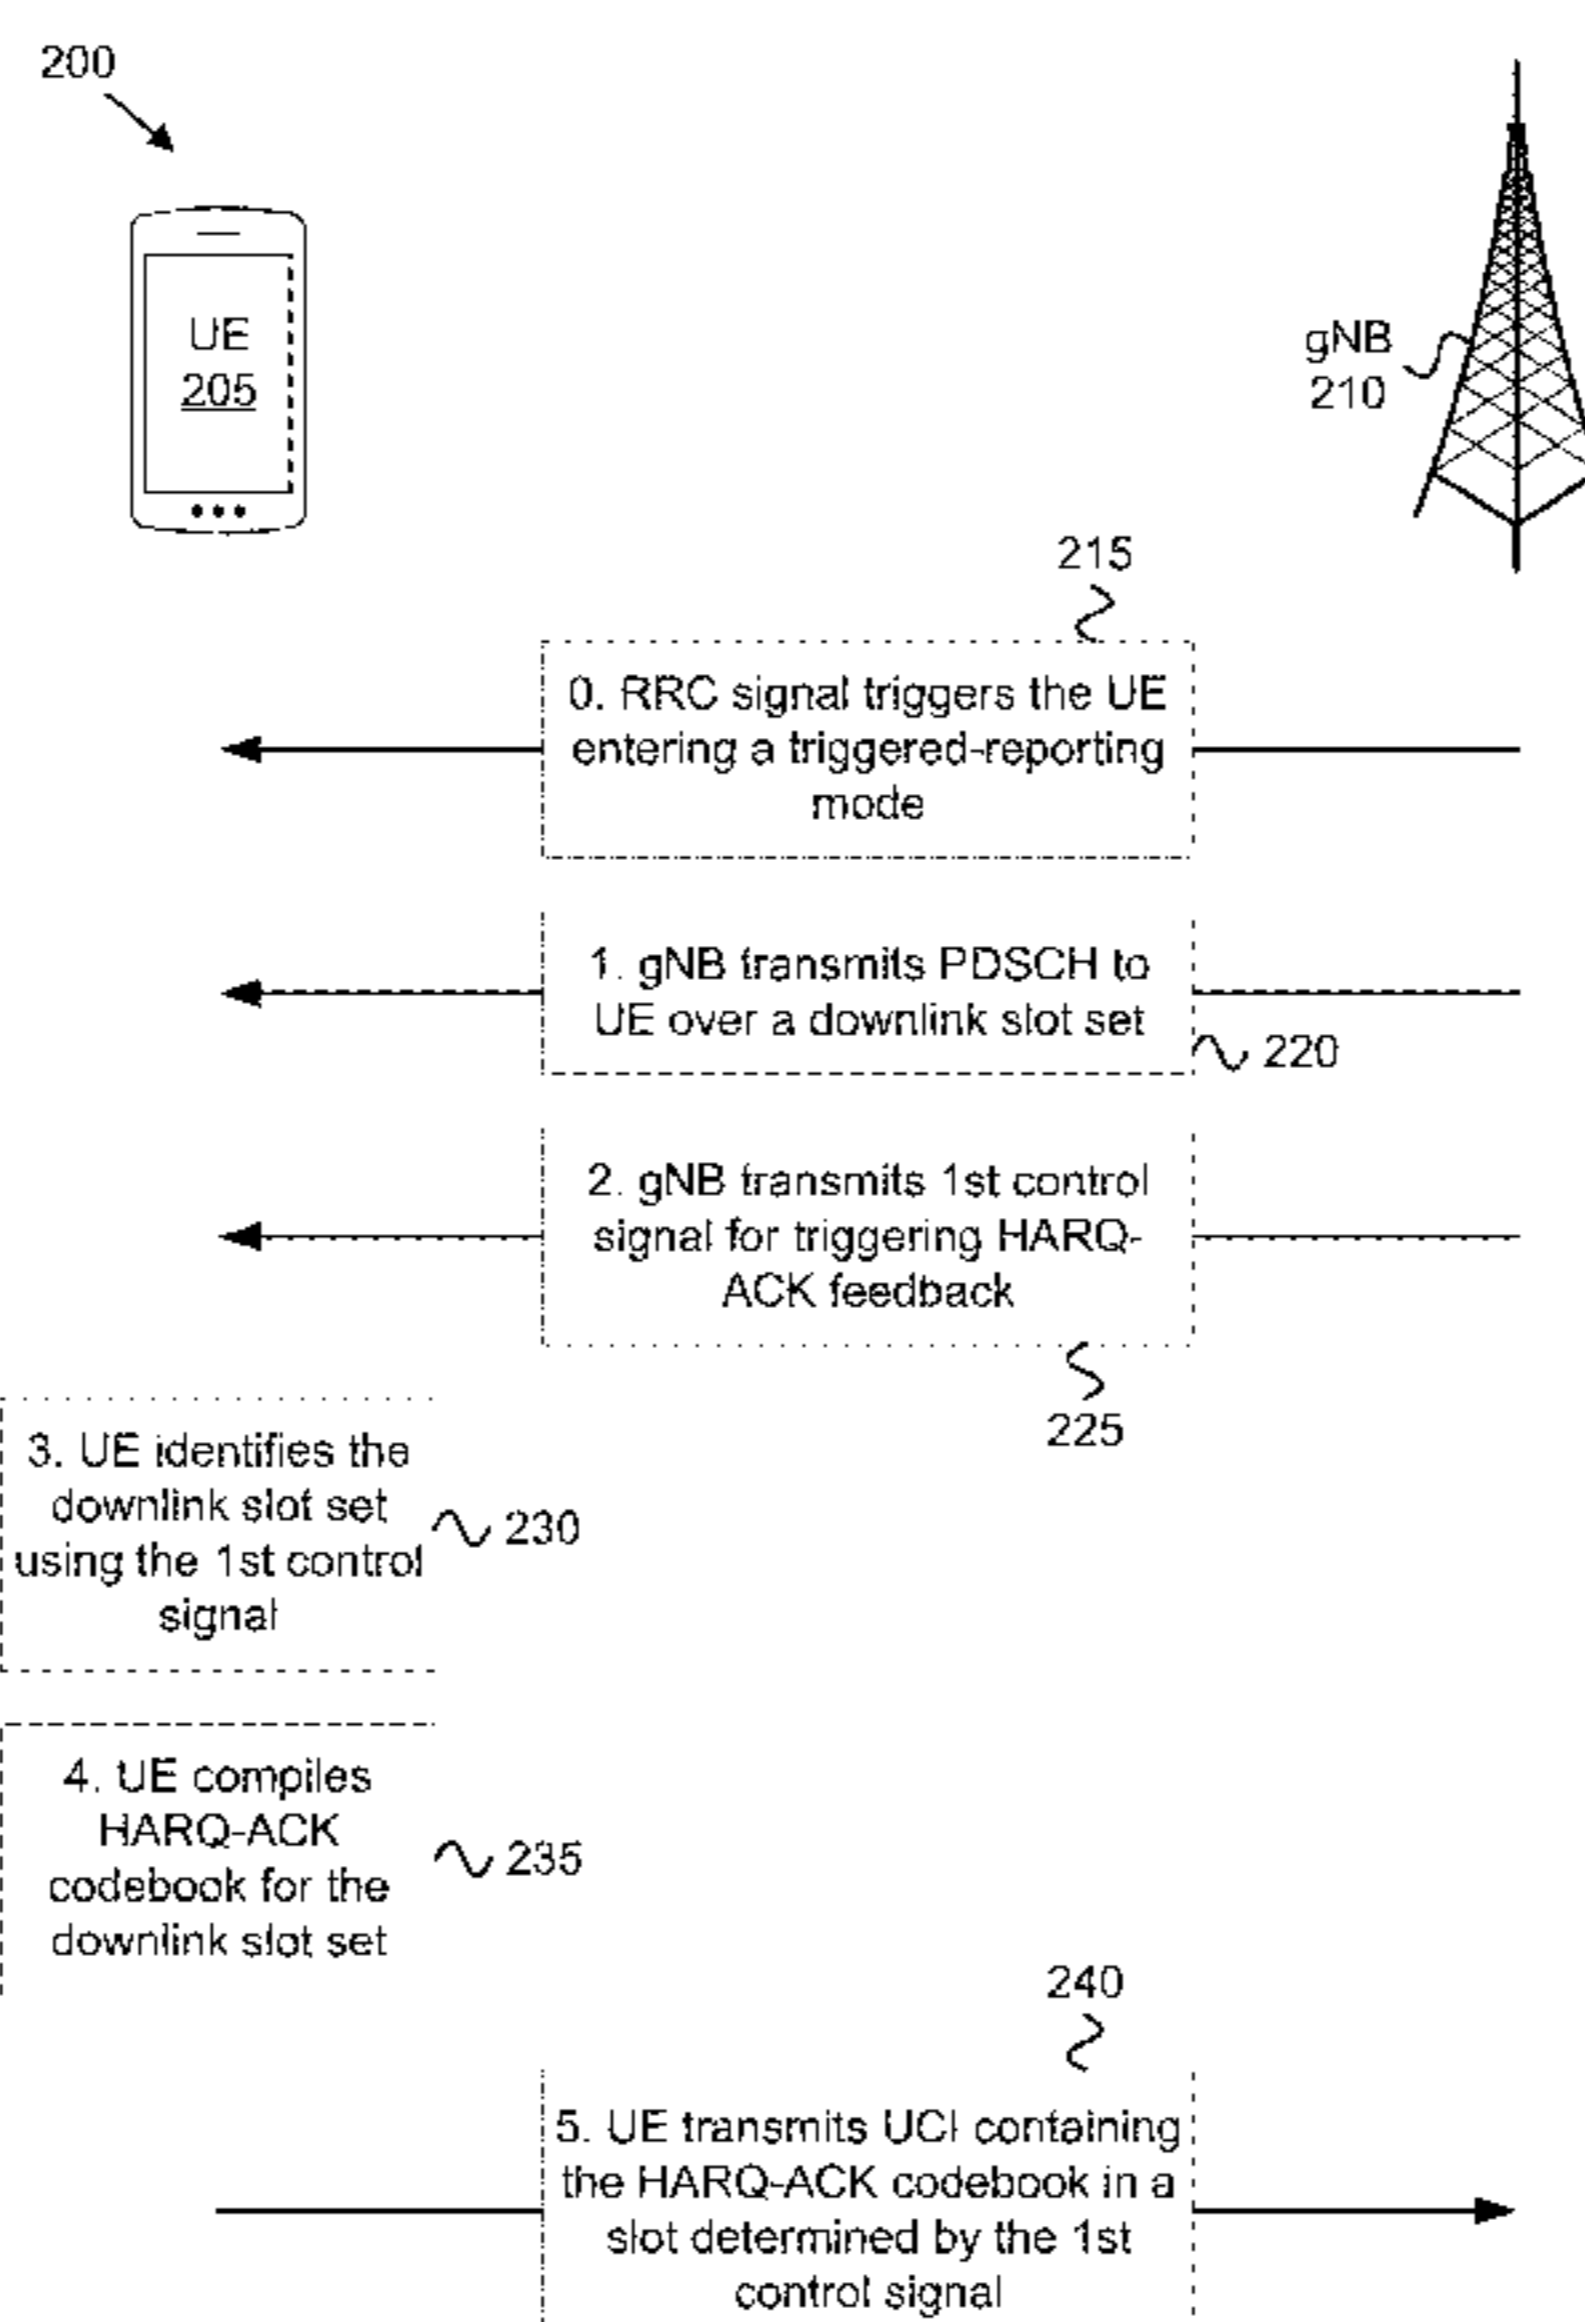 200
UE
205
gNB
210
215
0. RRC signal triggers the UE
entering a triggered-reporting
mode
1. gNB transmits PDSCH to
UE over a downlink slot set
220
2. gNB transmits 1st control
signal for triggering HARQ-
ACK feedback
225
3. UE identifies the
downlink slot set
using the 1st control
signal
230
4. UE compiles
HARQ-ACK
codebook for the
downlink slot set
235
240
5. UE transmits UCI containing
the HARQ-ACK codebook in a
slot determined by the 1st
control signal